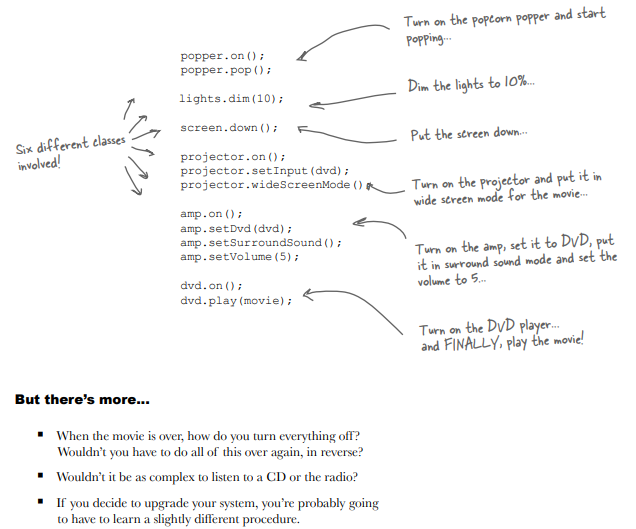 Turn on the popcorn popper and start
popping...
popper.on();
popper.pop();
Dim the lights to 10%...
lights.dim(10);
Six different classes
involved!
screen.down();
Put the screen down...
projector.on();
projector.setInput(dvd);
projector.wideScreenMode()
Turn on the projector and put it in
wide screen mode for the movie...
amp.on();
amp.setDvd(dvd);
amp.setSurroundSound();
amp.setVolume(5);
Turn on the amp, set it to DVD, put
it in surround sound mode and set the
volume to 5...
dvd.on();
dvd.play(movie);
Turn on the DVD player...
and FINALLY, play the movie!
But there's more...
▪ When the movie is over, how do you turn everything off?
Wouldn't you have to do all of this over again, in reverse?
▪ Wouldn't it be as complex to listen to a CD or the radio?
▪ If you decide to upgrade your system, you're probably going
to have to learn a slightly different procedure.